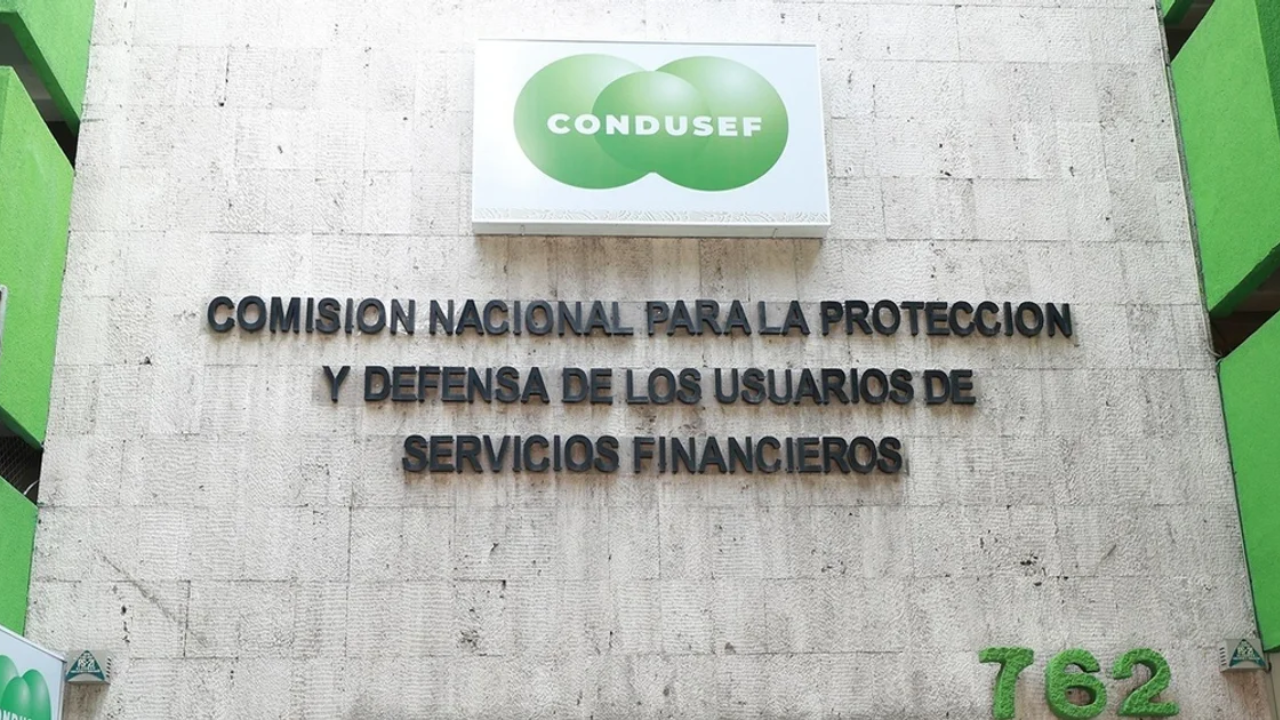 CONDUSEF
COMISION NACIONAL PARA LA PROTECCION
Y DEFENSA DE LOS USUARIOS DE
SERVICIOS FINANCIEROS
762